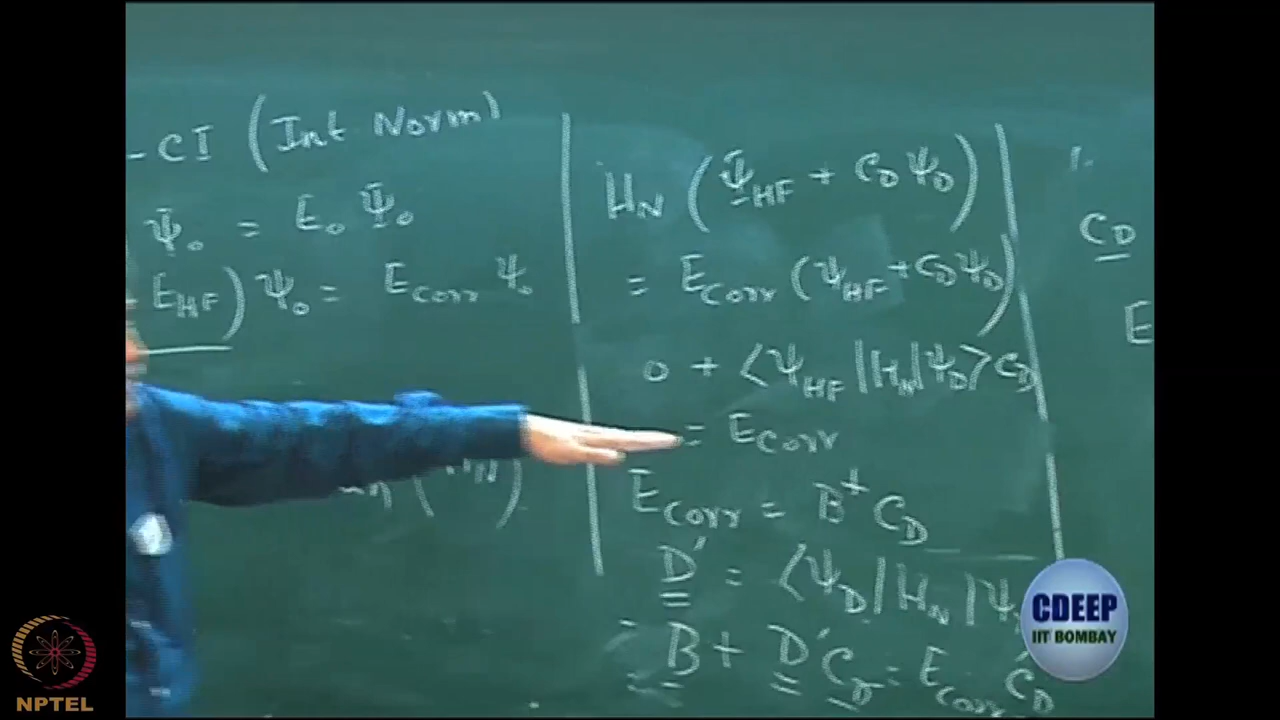 -CI (Int Norm)
Ψ₀ = E₀ Ψ₀
E_HF) Ψ₀ = E_corr Ψ₀
H_N (Ψ_HF + C_D Ψ_D)
= E_corr (Ψ_HF + C_D Ψ_D)
0 + ⟨Ψ_HF | H_N | Ψ_D⟩ C_D
= E_corr
E_corr = B⁺ C_D
D' = ⟨Ψ_D | H_N | Ψ
B + D' C_D = E_corr C_D
C_D
E
CDEEP
IIT BOMBAY
NPTEL